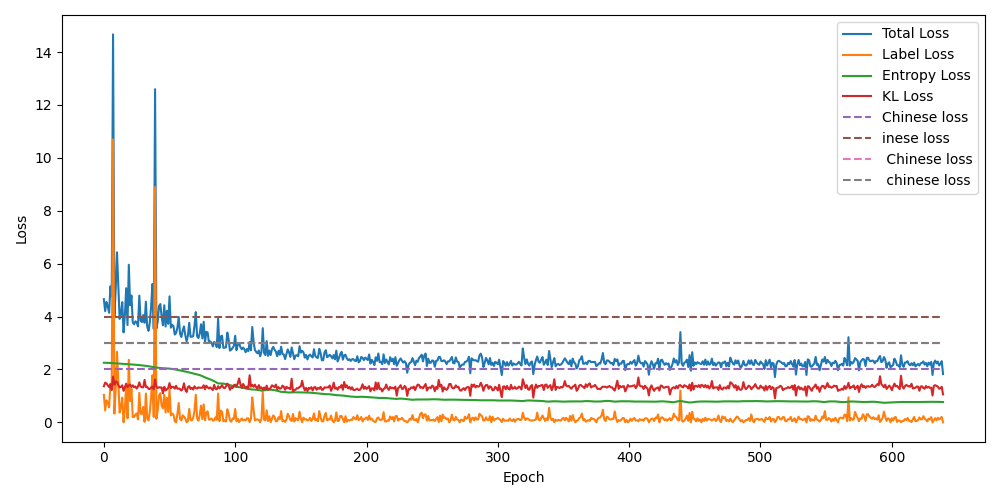 14
12
10
8
6
4
2
0
Loss
0 100 200 300 400 500 600
Epoch
Total Loss
Label Loss
Entropy Loss
KL Loss
Chinese loss
inese loss
Chinese loss
chinese loss